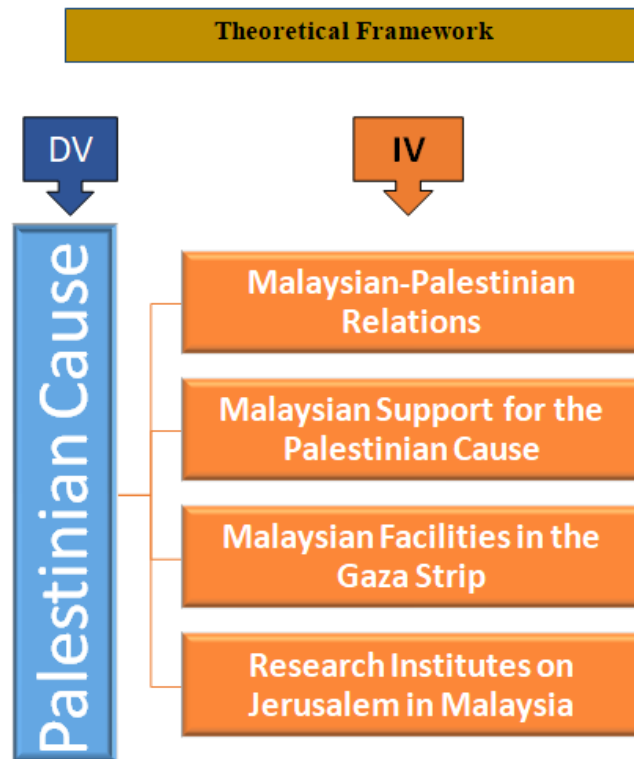 Theoretical Framework
DV
IV
Palestinian Cause
Malaysian-Palestinian
Relations
Malaysian Support for the
Palestinian Cause
Malaysian Facilities in the
Gaza Strip
Research Institutes on
Jerusalem in Malaysia